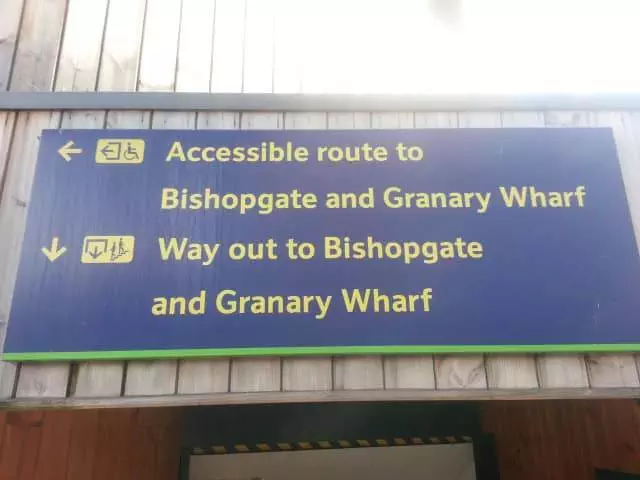 Accessible route to
Bishopgate and Granary Wharf
Way out to Bishopgate
and Granary Wharf